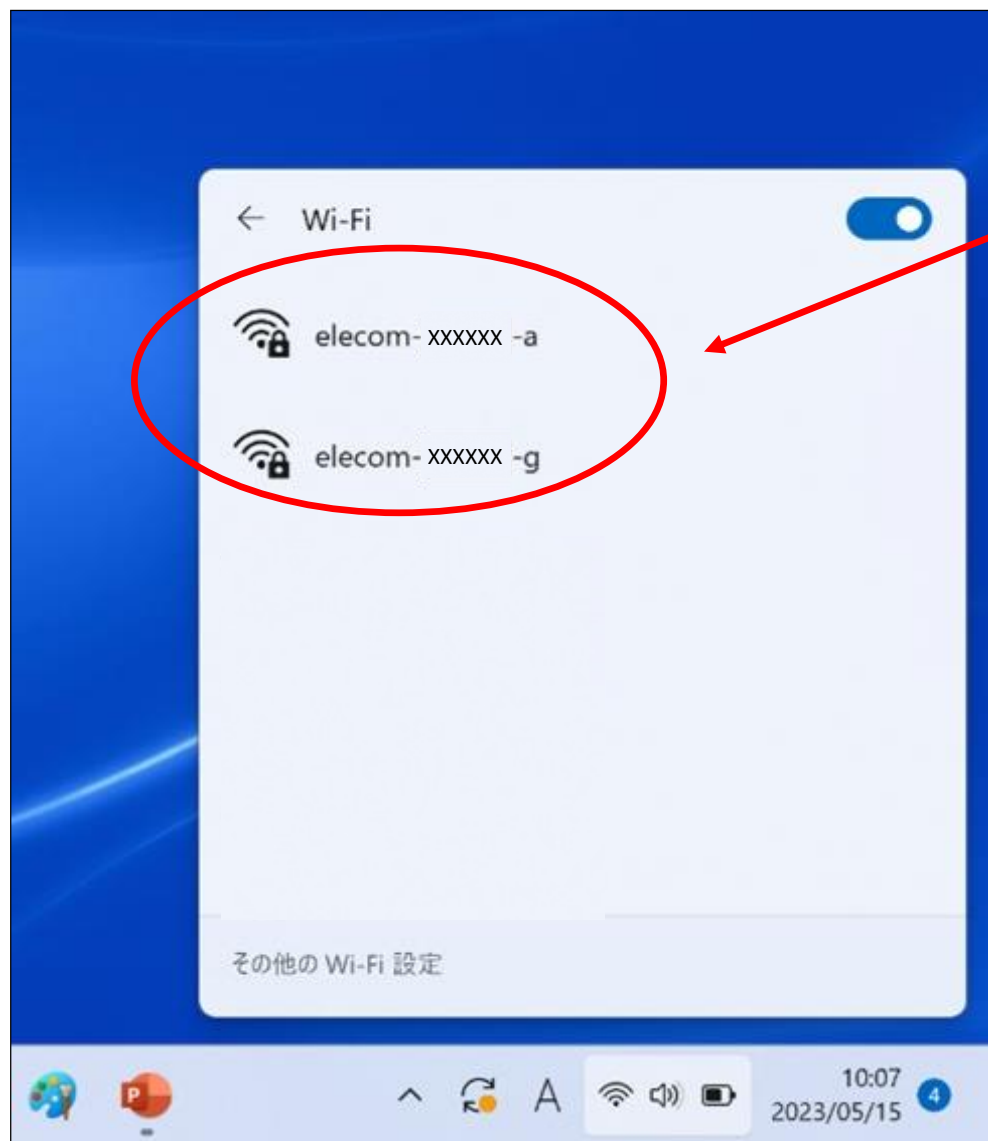 Wi-Fi
elecom- xxxxxx -a
elecom- xxxxxx -g
その他の Wi-Fi 設定
P
A
10:07
2023/05/15
4